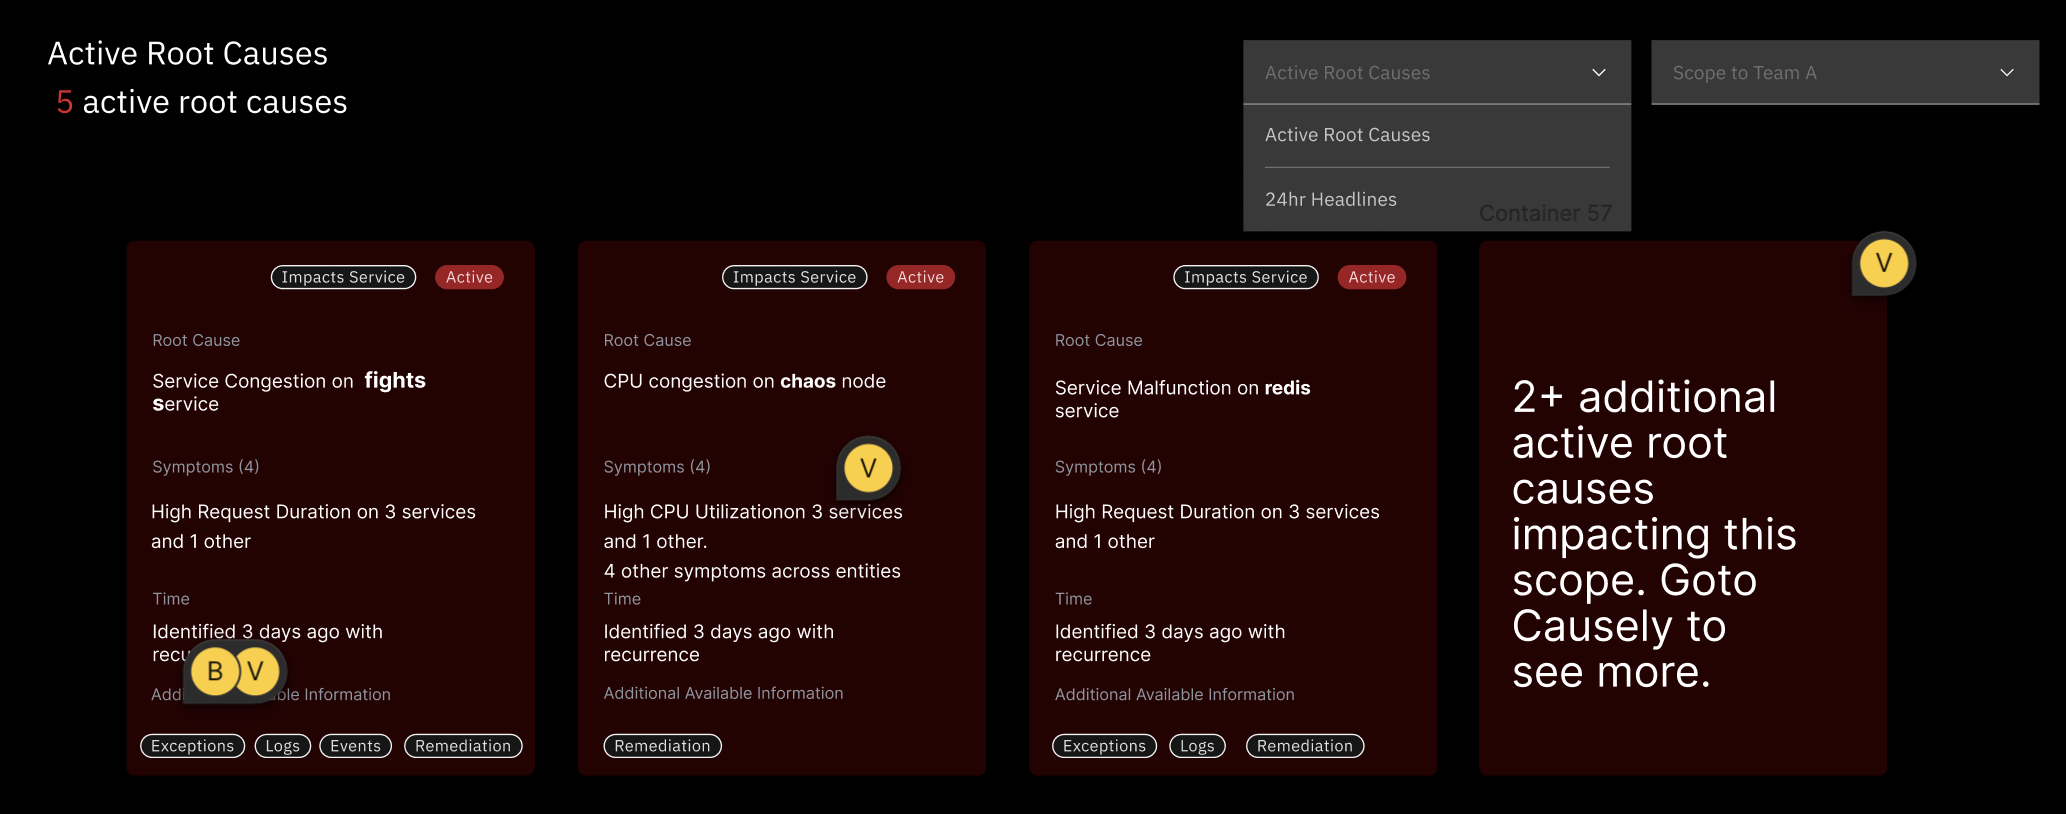 Active Root Causes
5 active root causes
Active Root Causes
Scope to Team A
Active Root Causes
24hr Headlines
Container 57
Impacts Service
Active
Root Cause
Service Congestion on fights
service
Symptoms (4)
High Request Duration on 3 services
and 1 other
Time
Identified 3 days ago with
B V
Exceptions
Logs
Events
Remediation
Impacts Service
Active
Root Cause
CPU congestion on chaos node
Symptoms (4)
V
High CPU Utilizationon 3 services
and 1 other.
4 other symptoms across entities
Time
Identified 3 days ago with
recurrence
Additional Available Information
Remediation
Impacts Service
Active
Root Cause
Service Malfunction on redis
service
Symptoms (4)
High Request Duration on 3 services
and 1 other
Time
Identified 3 days ago with
recurrence
Additional Available Information
Exceptions
Logs
Remediation
V
2+ additional
active root
causes
impacting this
scope. Goto
Causely to
see more.